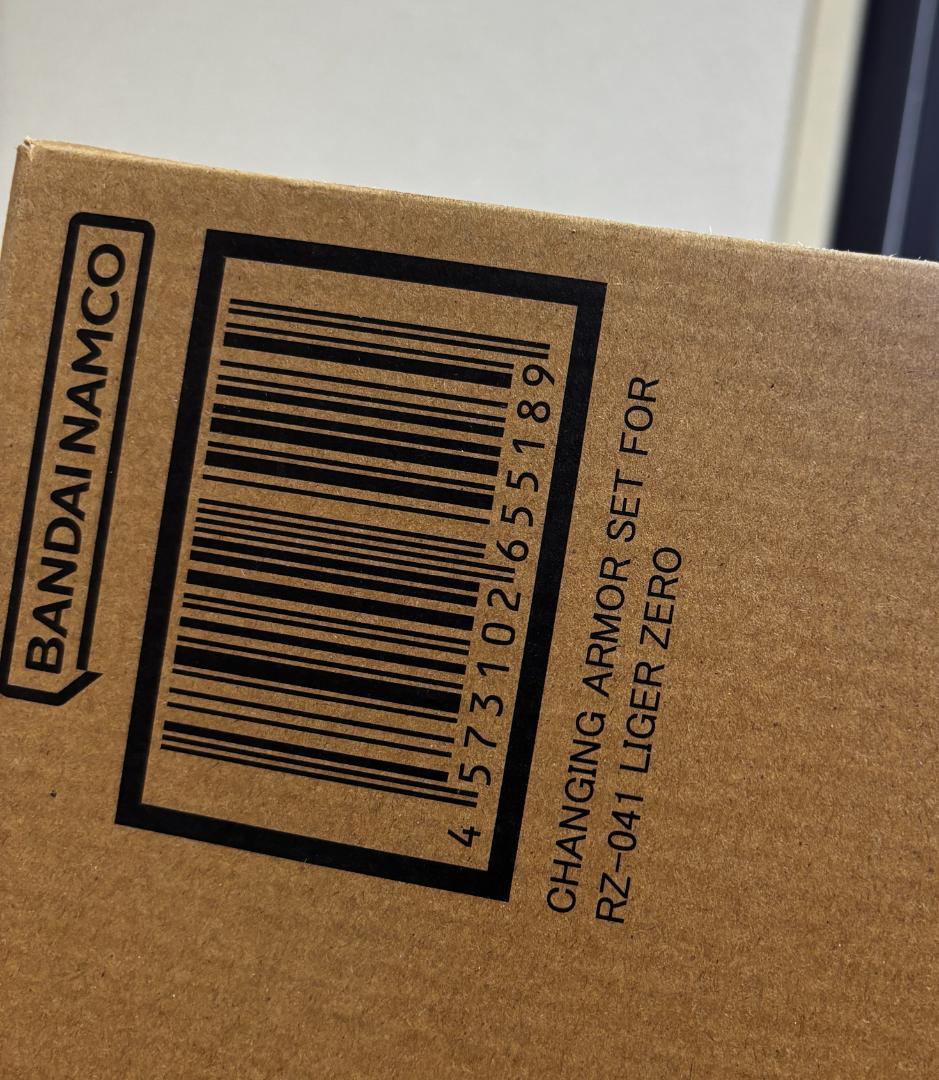 BANDAI NAMCO
4 573102 655189
CHANGING ARMOR SET FOR
RZ-041 LIGER ZERO